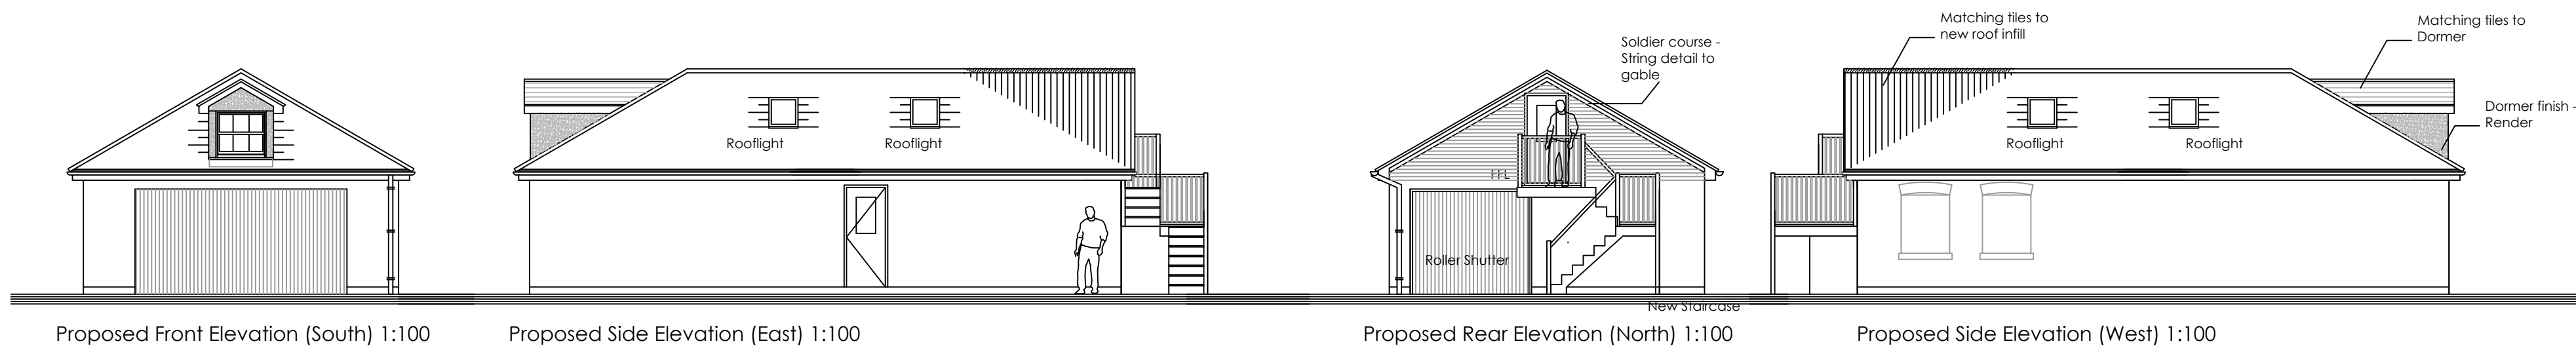 Matching tiles to
new roof infill
Matching tiles to
Dormer
Soldier course -
String detail to
gable
Dormer finish -
Render
Rooflight
Rooflight
Rooflight
Rooflight
FFL
Roller Shutter
New Staircase
Proposed Front Elevation (South) 1:100
Proposed Side Elevation (East) 1:100
Proposed Rear Elevation (North) 1:100
Proposed Side Elevation (West) 1:100